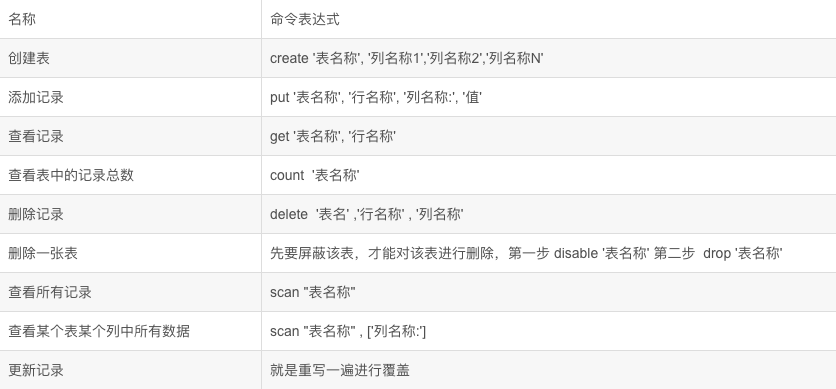 名称 命令表达式
创建表 create '表名称', '列名称1','列名称2','列名称N'
添加记录 put '表名称', '行名称', '列名称:', '值'
查看记录 get '表名称', '行名称'
查看表中的记录总数 count  '表名称'
删除记录 delete  '表名' ,'行名称' , '列名称'
删除一张表 先要屏蔽该表，才能对该表进行删除，第一步 disable '表名称' 第二步  drop '表名称'
查看所有记录 scan "表名称"
查看某个表某个列中所有数据 scan "表名称" , ['列名称:']
更新记录 就是重写一遍进行覆盖